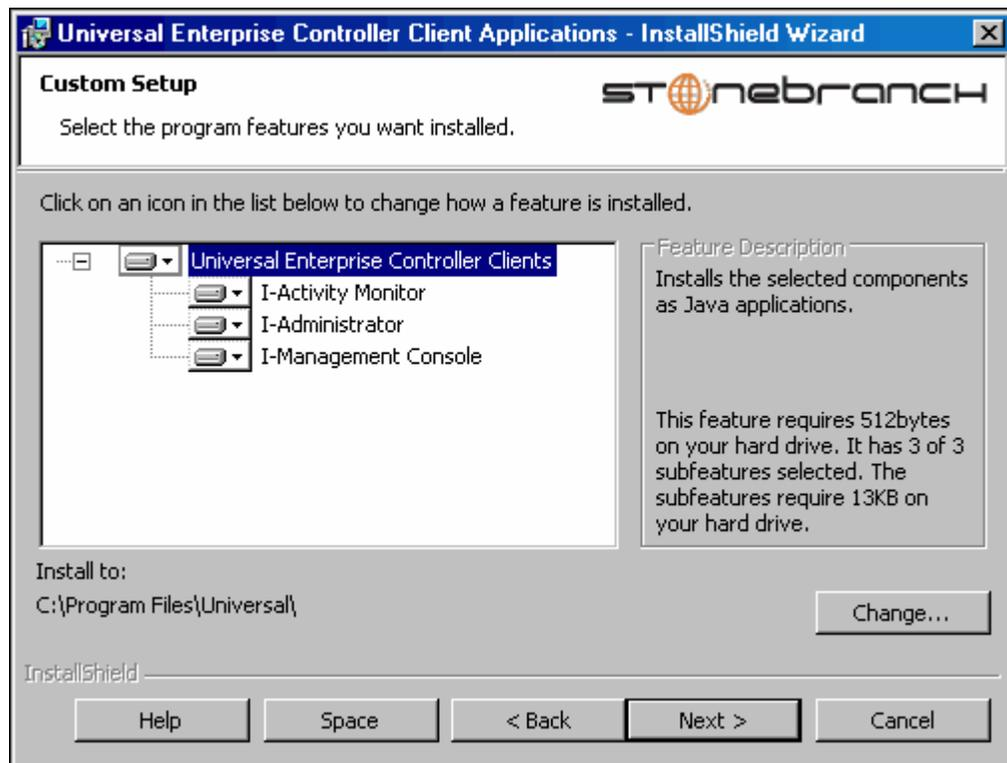 Universal Enterprise Controller Client Applications - InstallShield Wizard
Custom Setup
STONEBRANCH
Select the program features you want installed.
Click on an icon in the list below to change how a feature is installed.
Universal Enterprise Controller Clients
I-Activity Monitor
I-Administrator
I-Management Console
Feature Description
Installs the selected components
as Java applications.
This feature requires 512bytes
on your hard drive. It has 3 of 3
subfeatures selected. The
subfeatures require 13KB on
your hard drive.
Install to:
C:\Program Files\Universal\
Change...
InstallShield
Help
Space
< Back
Next >
Cancel